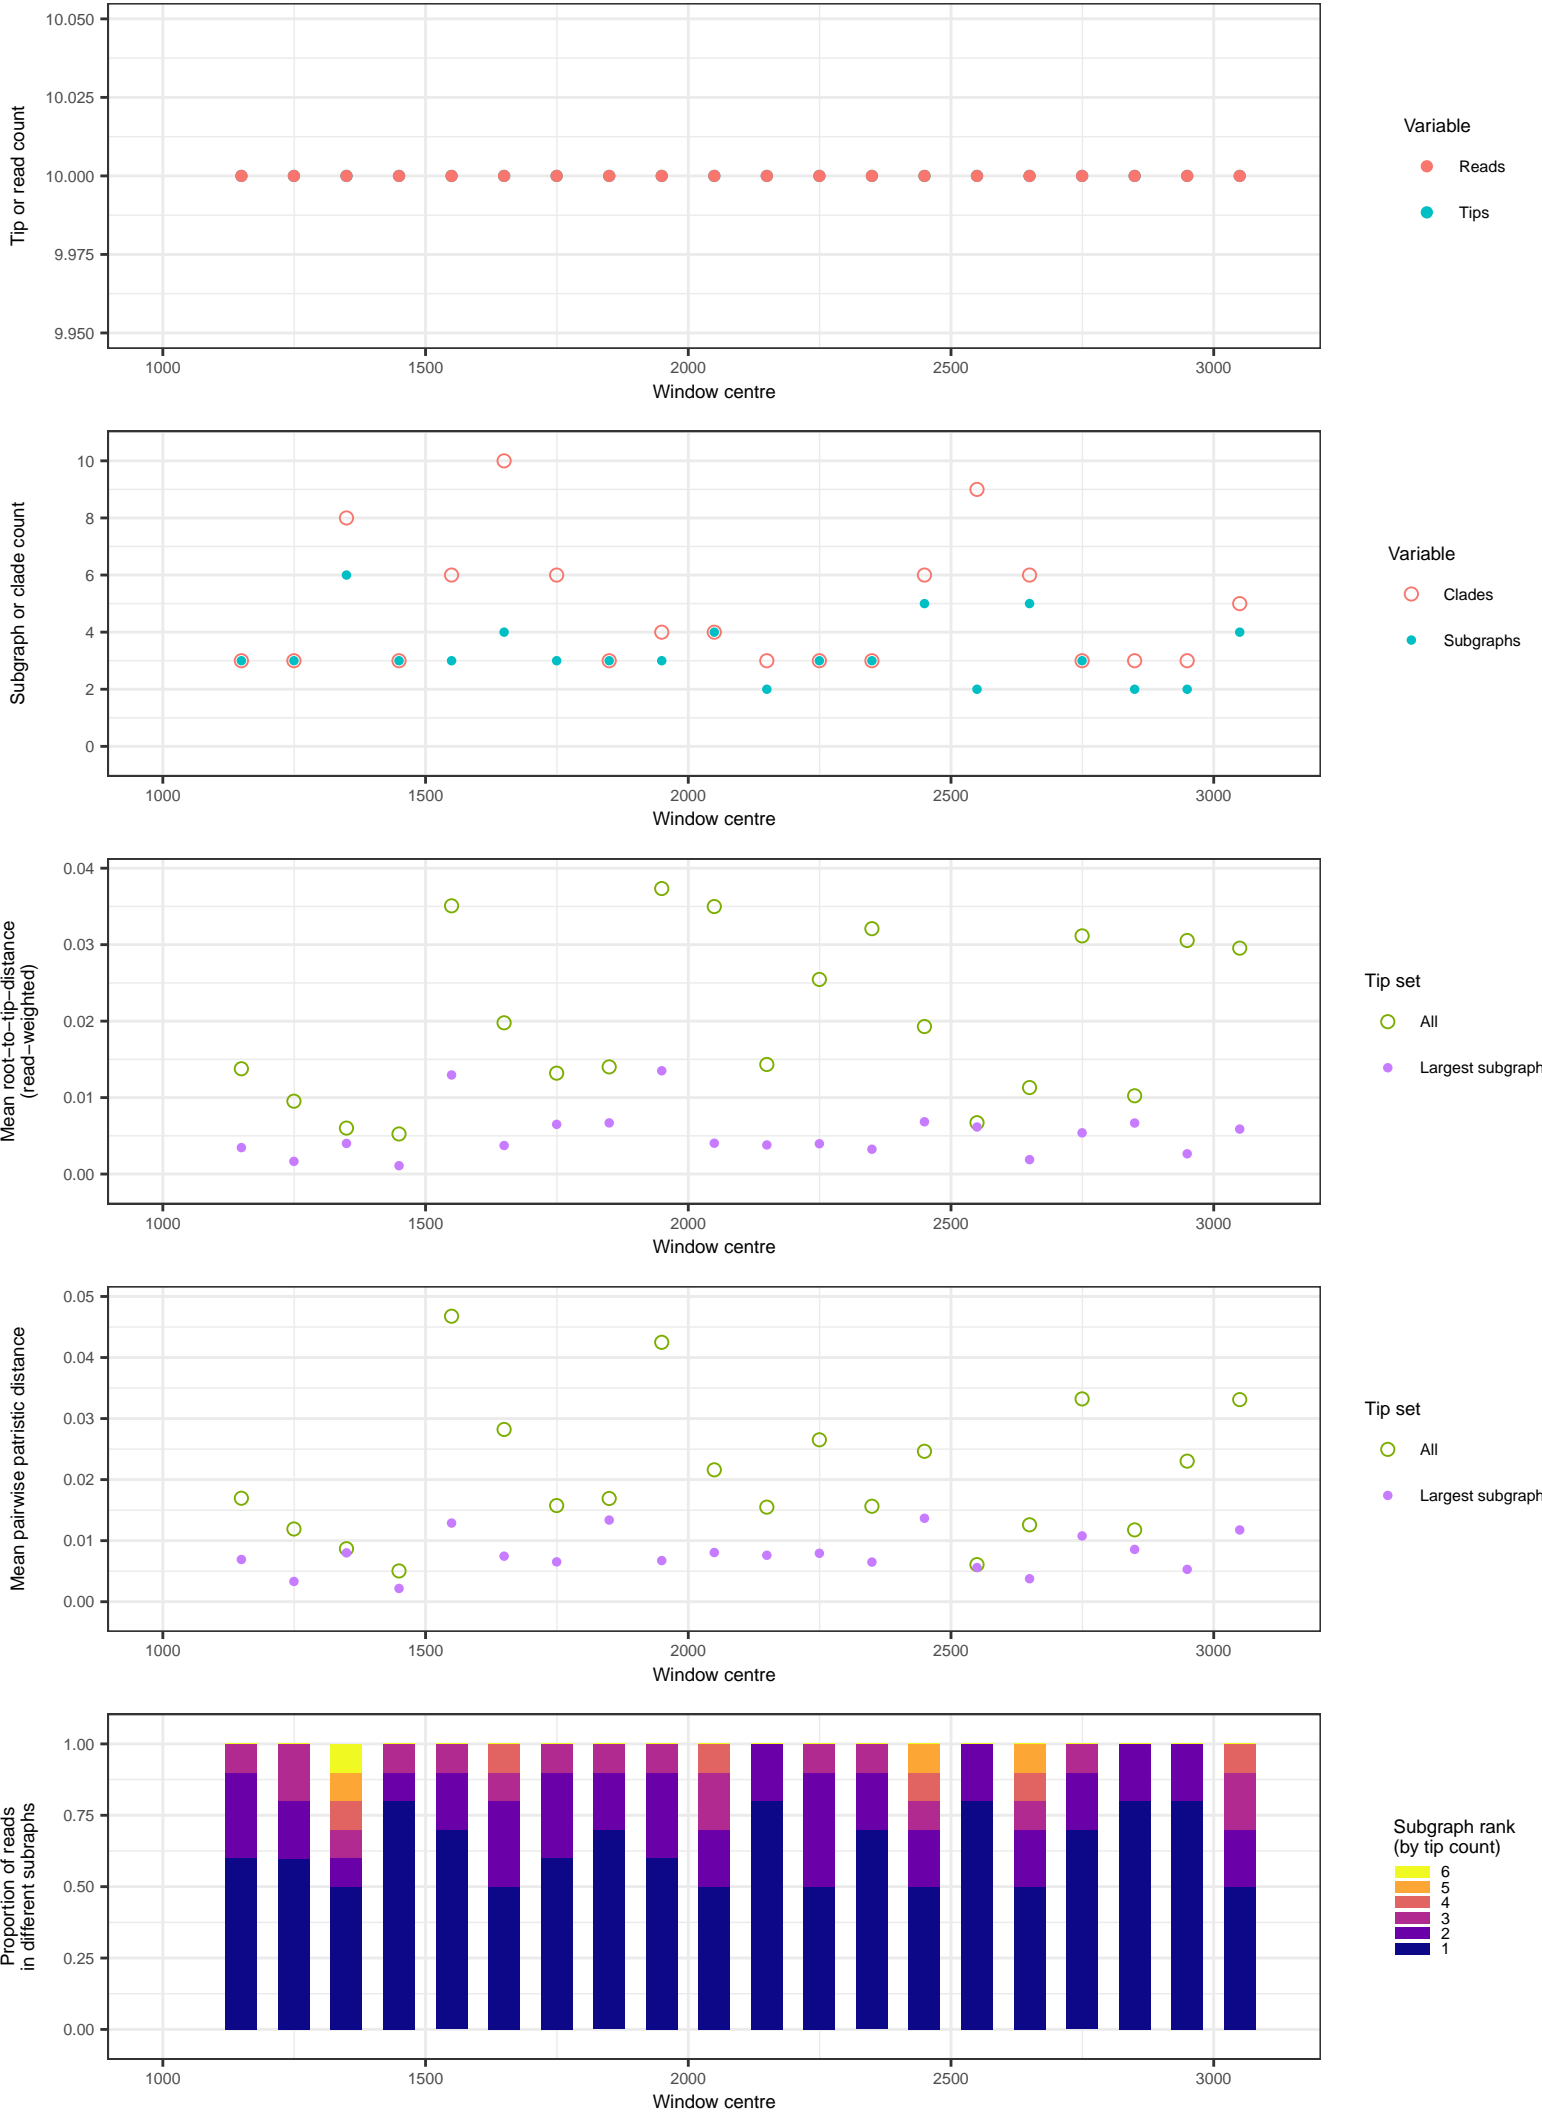 10.050
10.025
10.000
9.975
9.950
Tip or read count
1000 1500 2000 2500 3000
Window centre
Variable
Reads
Tips
10
8
6
4
2
0
Subgraph or clade count
1000 1500 2000 2500 3000
Window centre
Variable
Clades
Subgraphs
0.04
0.03
0.02
0.01
0.00
Mean root−to−tip−distance
(read−weighted)
1000 1500 2000 2500 3000
Window centre
Tip set
All
Largest subgraph
0.05
0.04
0.03
0.02
0.01
0.00
Mean pairwise patristic distance
1000 1500 2000 2500 3000
Window centre
Tip set
All
Largest subgraph
1.00
0.75
0.50
0.25
0.00
Proportion of reads
in different subraphs
1000 1500 2000 2500 3000
Window centre
Subgraph rank
(by tip count)
6
5
4
3
2
1